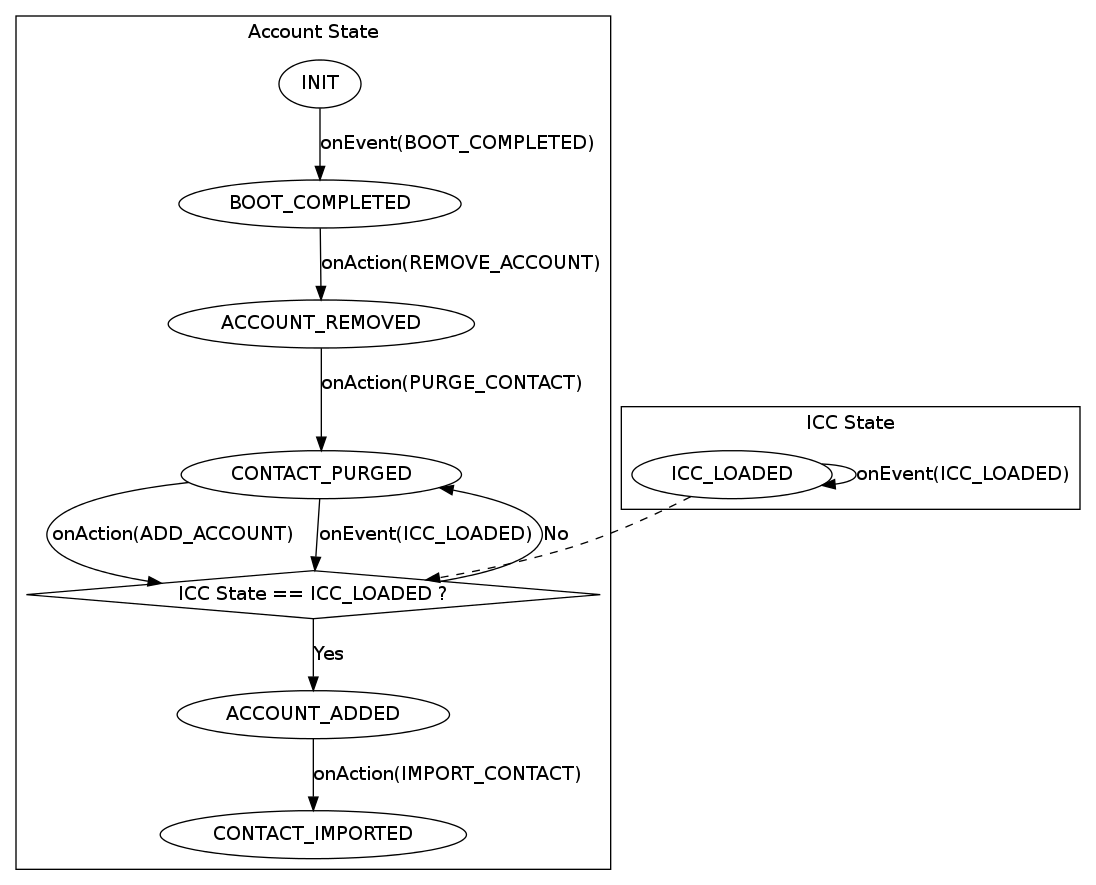 Account State
INIT
onEvent(BOOT_COMPLETED)
BOOT_COMPLETED
onAction(REMOVE_ACCOUNT)
ACCOUNT_REMOVED
onAction(PURGE_CONTACT)
ICC State
CONTACT_PURGED
ICC_LOADED
onEvent(ICC_LOADED)
onAction(ADD_ACCOUNT)
onEvent(ICC_LOADED)
No
ICC State == ICC_LOADED ?
Yes
ACCOUNT_ADDED
onAction(IMPORT_CONTACT)
CONTACT_IMPORTED